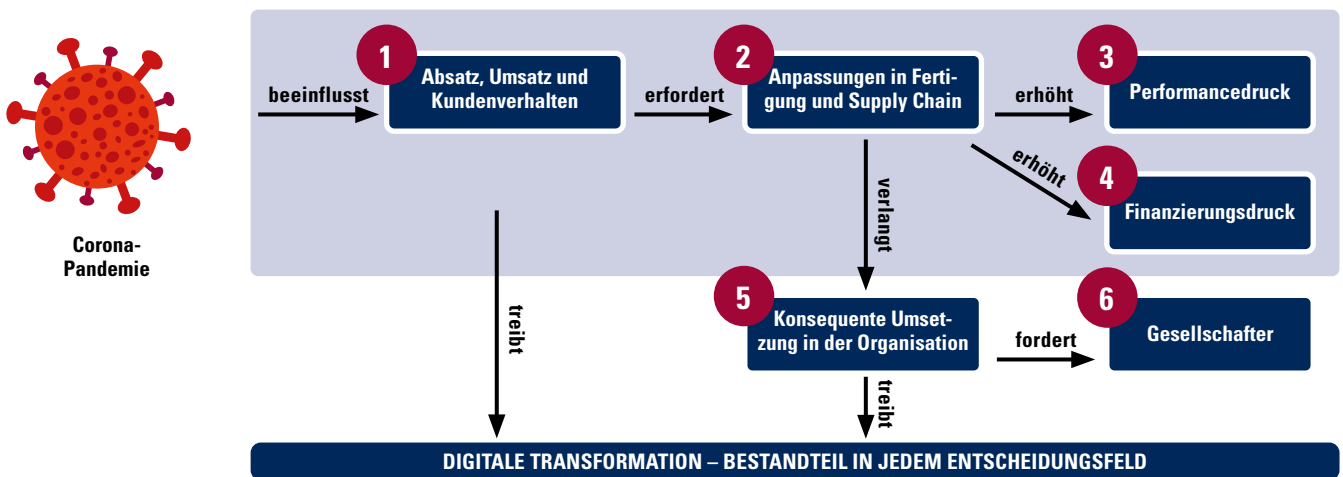 Corona-
Pandemie
beeinflusst
1
Absatz, Umsatz und
Kundenverhalten
erfordert
2
Anpassungen in Ferti-
gung und Supply Chain
erhöht
3
Performancedruck
erhöht
4
Finanzierungsdruck
verlangt
treibt
5
Konsequente Umset-
zung in der Organisation
fordert
6
Gesellschafter
treibt
DIGITALE TRANSFORMATION – BESTANDTEIL IN JEDEM ENTSCHEIDUNGSFELD